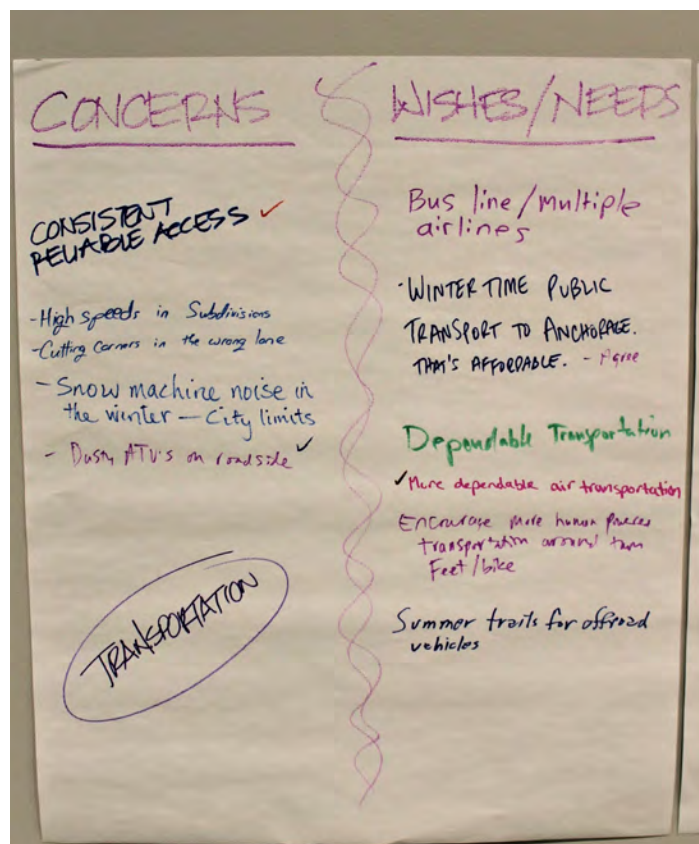 CONCERNS
CONSISTENT
RELIABLE ACCESS ✓
-High speeds in Subdivisions
-Cutting corners in the wrong lane
- Snow machine noise in
the winter — City limits
- Dusty ATV's on roadside ✓
TRANSPORTATION
WISHES/NEEDS
Bus line/multiple
airlines
·WINTER TIME PUBLIC
TRANSPORT TO ANCHORAGE.
THAT'S AFFORDABLE. - Agree
Dependable Transportation
✓More dependable air transportation
Encourage more human
transportation around town
Feet/bike
Summer trails for offroad
vehicles